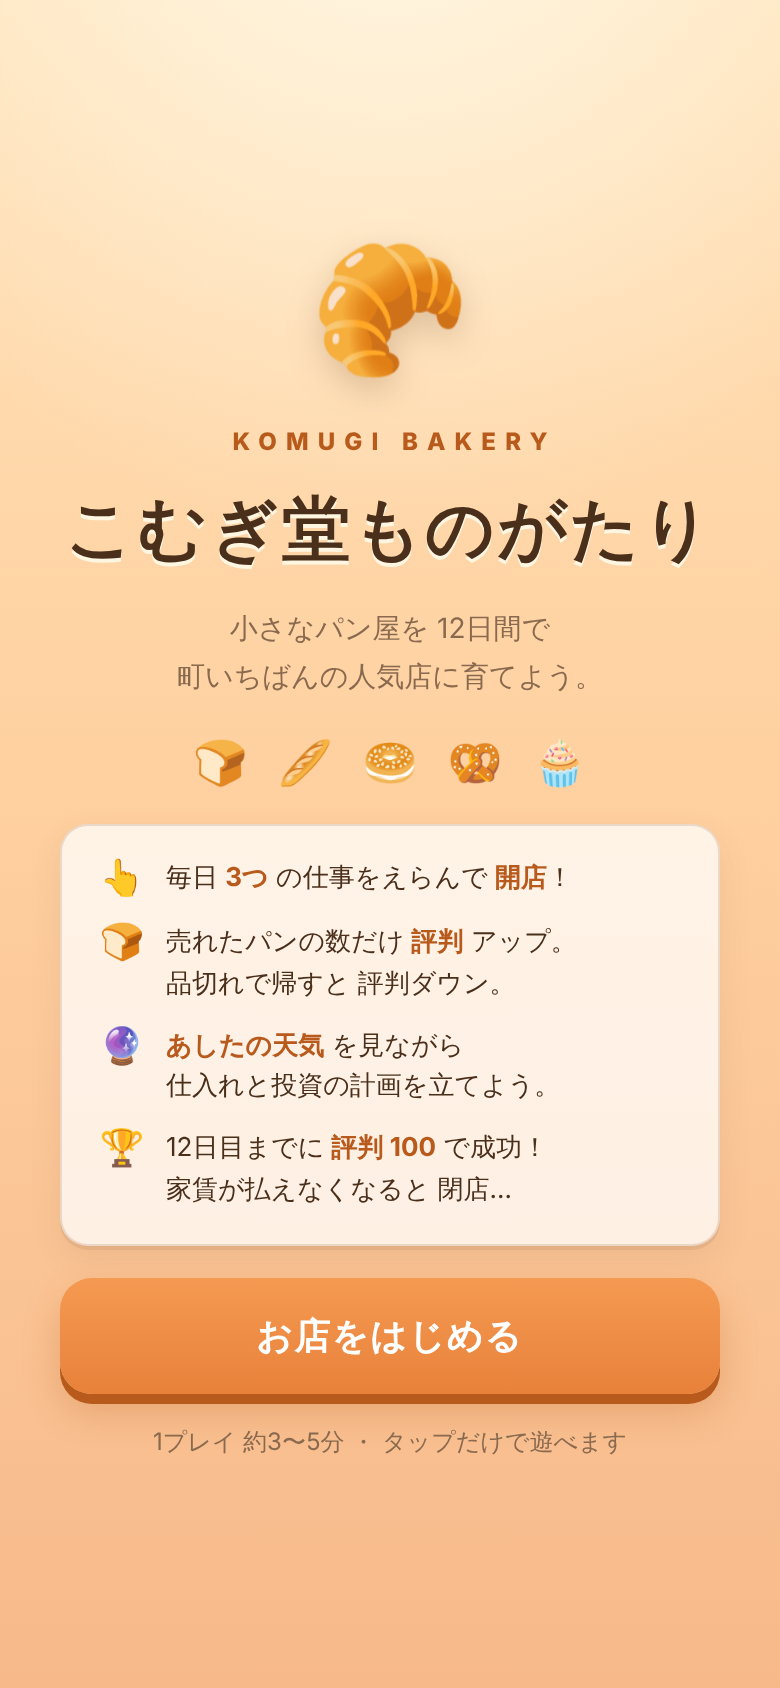 KOMUGI BAKERY
こむぎ堂ものがたり
小さなパン屋を 12日間で
町いちばんの人気店に育てよう。
毎日 3つ の仕事をえらんで 開店！
売れたパンの数だけ 評判 アップ。
品切れで帰すと 評判ダウン。
あしたの天気 を見ながら
仕入れと投資の計画を立てよう。
12日目までに 評判 100 で成功！
家賃が払えなくなると 閉店…
お店をはじめる
1プレイ 約3〜5分 ・ タップだけで遊べます